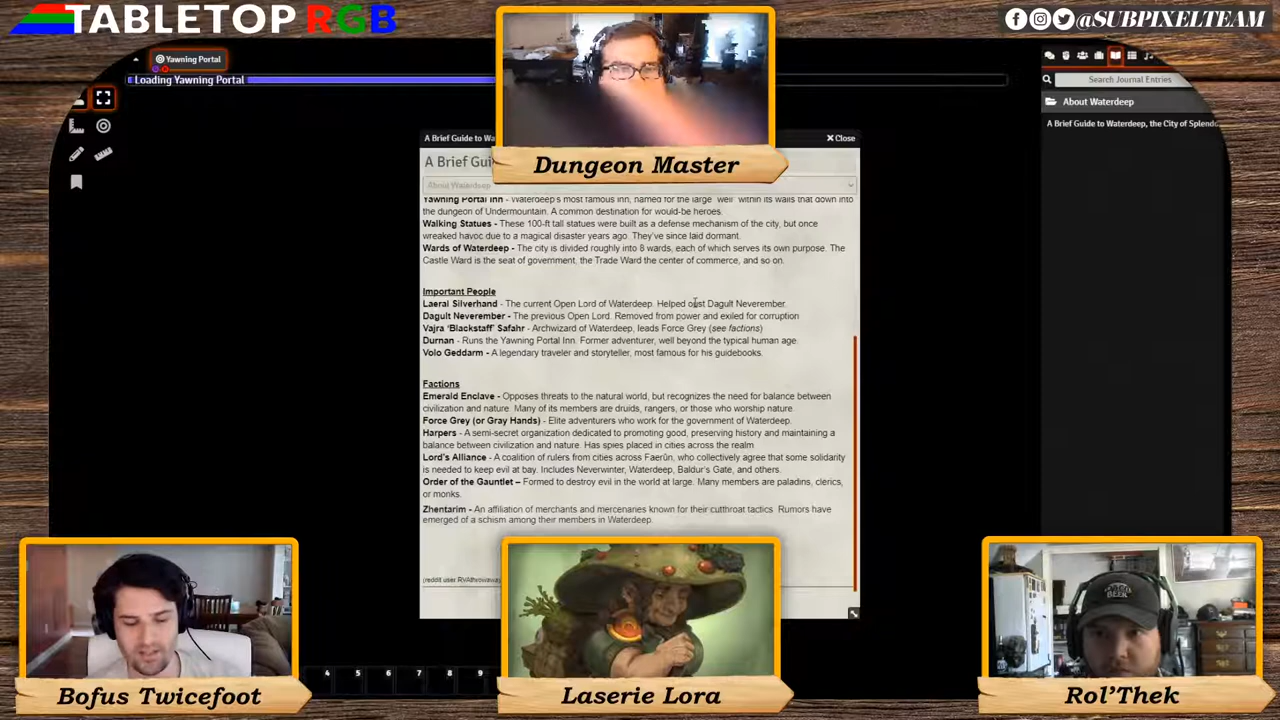 TABLETOP RGB
@SUBPIXELTEAM
Yawning Portal
Loading Yawning Portal
Search Journal Entries
About Waterdeep
A Brief Guide to Waterdeep, the City of Splend
A Brief Guide to Wa
Close
Dungeon Master
A Brief Gui
About Waterdeep
Yawning Portal Inn - Waterdeep's most famous inn, named for the large "well" within its walls that down into
the dungeon of Undermountain. A common destination for would-be heroes.
Walking Statues - These 100-ft tall statues were built as a defense mechanism of the city, but once
wreaked havoc due to a magical disaster years ago. They've since laid dormant.
Wards of Waterdeep - The city is divided roughly into 8 wards, each of which serves its own purpose. The
Castle Ward is the seat of government, the Trade Ward the center of commerce, and so on.
Important People
Laeral Silverhand - The current Open Lord of Waterdeep. Helped oust Dagult Neverember.
Dagult Neverember - The previous Open Lord. Removed from power and exiled for corruption
Vajra 'Blackstaff' Safahr - Archwizard of Waterdeep, leads Force Grey (see factions)
Durnan - Runs the Yawning Portal Inn. Former adventurer, well beyond the typical human age.
Volo Geddarm - A legendary traveler and storyteller, most famous for his guidebooks.
Factions
Emerald Enclave - Opposes threats to the natural world, but recognizes the need for balance between
civilization and nature. Many of its members are druids, rangers, or those who worship nature.
Force Grey (or Gray Hands) - Elite adventurers who work for the government of Waterdeep.
Harpers - A semi-secret organization dedicated to promoting good, preserving history and maintaining a
balance between civilization and nature. Has spies placed in cities across the realm
Lord's Alliance - A coalition of rulers from cities across Faerûn, who collectively agree that some solidarity
is needed to keep evil at bay. Includes Neverwinter, Waterdeep, Baldur's Gate, and others.
Order of the Gauntlet – Formed to destroy evil in the world at large. Many members are paladins, clerics,
or monks.
Zhentarim - An affiliation of merchants and mercenaries known for their cutthroat tactics. Rumors have
emerged of a schism among their members in Waterdeep.
(reddit user RVAthrowaway
4 5 6 7 8 9
Bofus Twicefoot
Laserie Lora
Rol'Thek